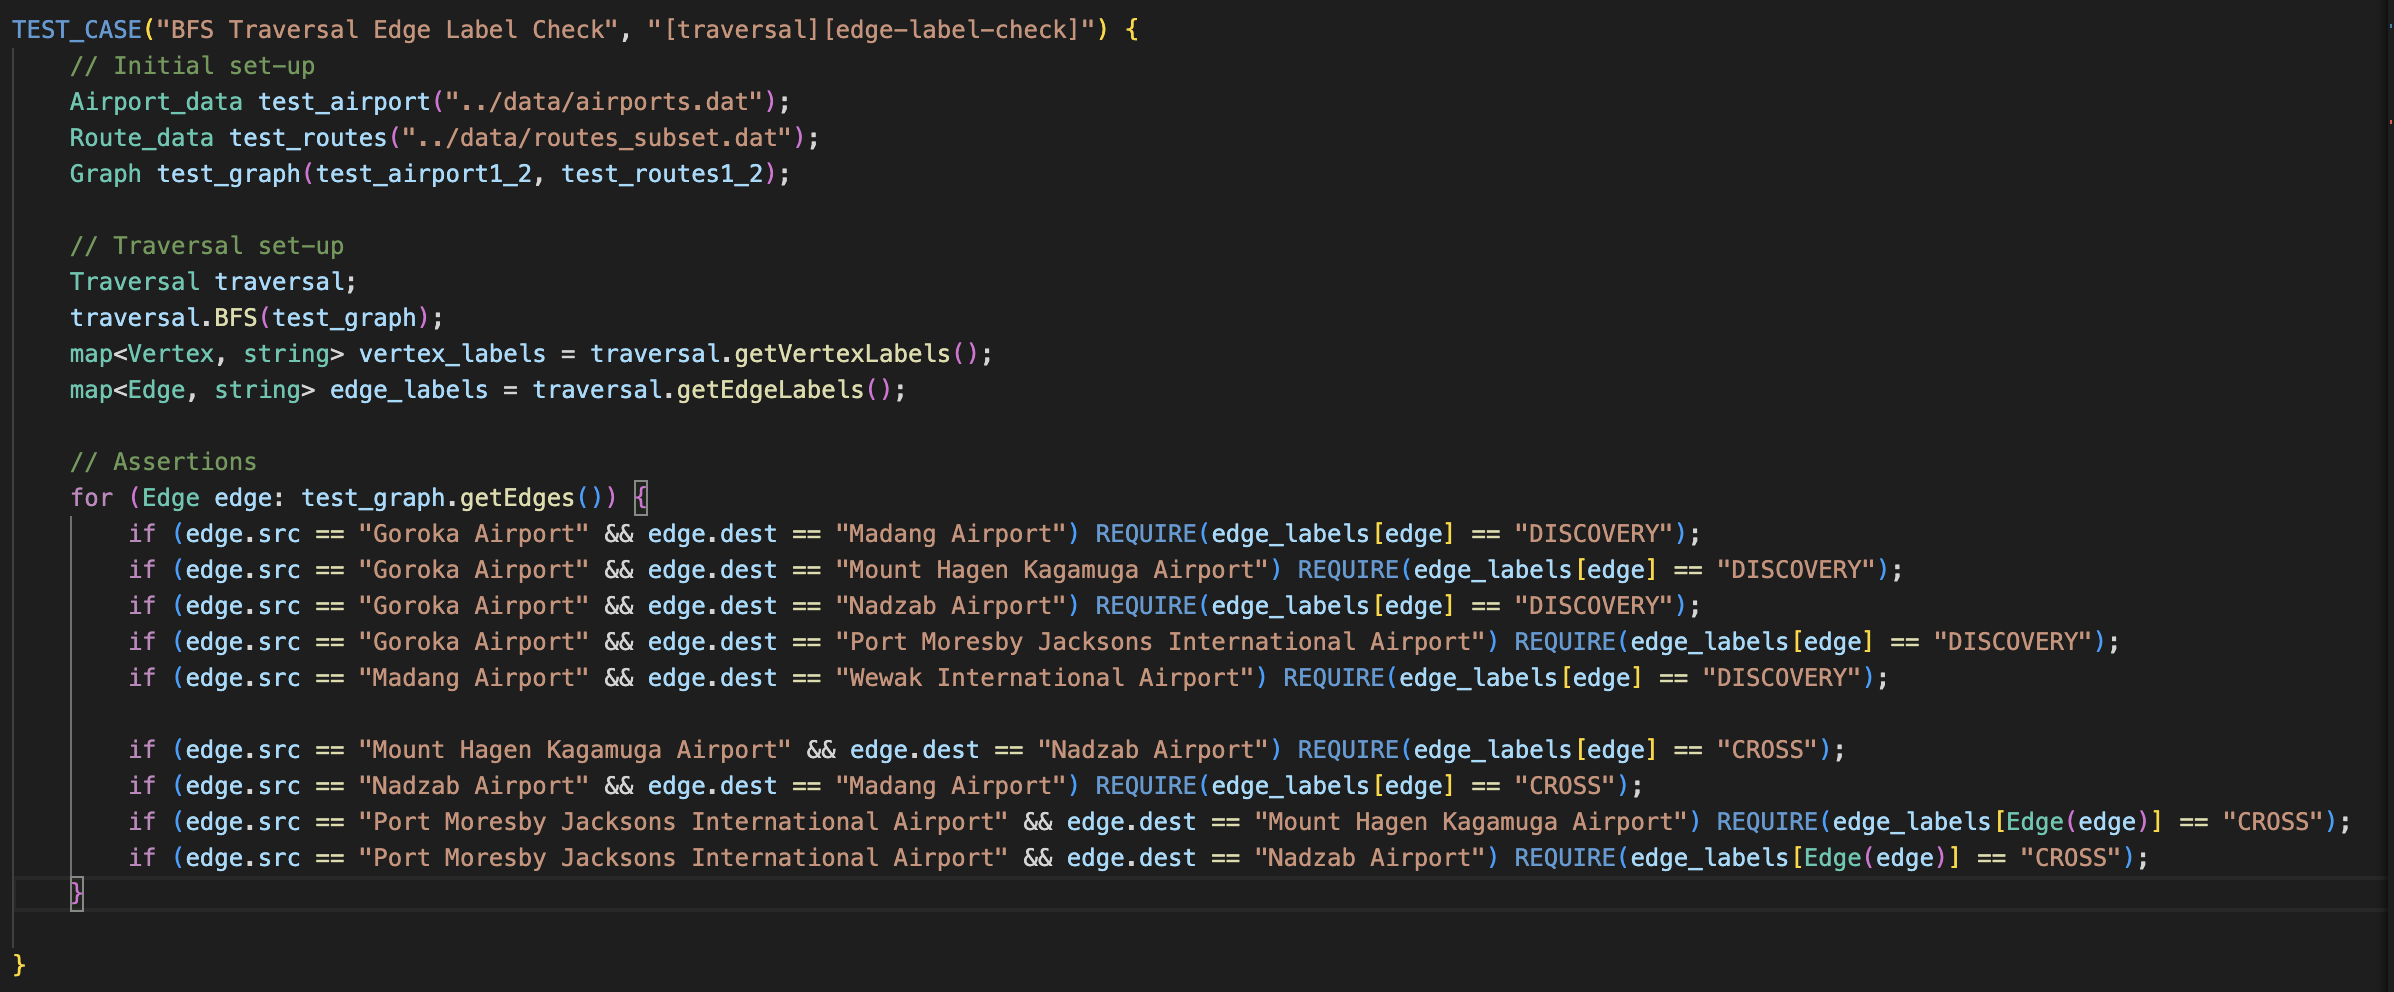 TEST_CASE("BFS Traversal Edge Label Check", "[traversal][edge-label-check]") {
// Initial set-up
Airport_data test_airport("../data/airports.dat");
Route_data test_routes("../data/routes_subset.dat");
Graph test_graph(test_airport1_2, test_routes1_2);
// Traversal set-up
Traversal traversal;
traversal.BFS(test_graph);
map<Vertex, string> vertex_labels = traversal.getVertexLabels();
map<Edge, string> edge_labels = traversal.getEdgeLabels();
// Assertions
for (Edge edge: test_graph.getEdges()) {
if (edge.src == "Goroka Airport" && edge.dest == "Madang Airport") REQUIRE(edge_labels[edge] == "DISCOVERY");
if (edge.src == "Goroka Airport" && edge.dest == "Mount Hagen Kagamuga Airport") REQUIRE(edge_labels[edge] == "DISCOVERY");
if (edge.src == "Goroka Airport" && edge.dest == "Nadzab Airport") REQUIRE(edge_labels[edge] == "DISCOVERY");
if (edge.src == "Goroka Airport" && edge.dest == "Port Moresby Jacksons International Airport") REQUIRE(edge_labels[edge] == "DISCOVERY");
if (edge.src == "Madang Airport" && edge.dest == "Wewak International Airport") REQUIRE(edge_labels[edge] == "DISCOVERY");
if (edge.src == "Mount Hagen Kagamuga Airport" && edge.dest == "Nadzab Airport") REQUIRE(edge_labels[edge] == "CROSS");
if (edge.src == "Nadzab Airport" && edge.dest == "Madang Airport") REQUIRE(edge_labels[edge] == "CROSS");
if (edge.src == "Port Moresby Jacksons International Airport" && edge.dest == "Mount Hagen Kagamuga Airport") REQUIRE(edge_labels[Edge(edge)] == "CROSS");
if (edge.src == "Port Moresby Jacksons International Airport" && edge.dest == "Nadzab Airport") REQUIRE(edge_labels[Edge(edge)] == "CROSS");
}
}